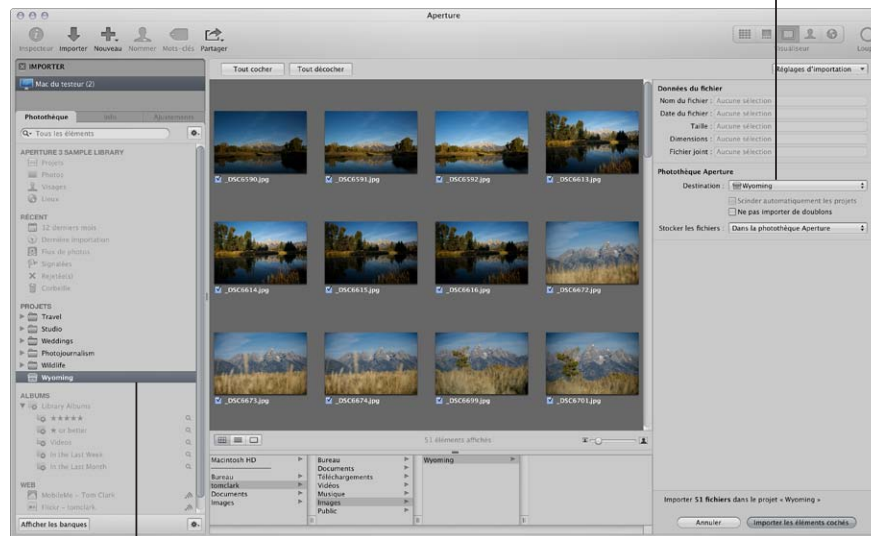 Aperture
Inspecteur Importer Nouveau Nommer Mots-clés Partager
Visualiseur
IMPORTER
Mac du testeur (2)
Tout cocher Tout décocher
Réglages d'importation
Photothèque Info Ajustements
Tous les éléments
APERTURE 3 SAMPLE LIBRARY
Projets
Photos
Visages
Lieux
RÉCENT
12 derniers mois
Dernière importation
Flux de photos
Signalées
Rejetée(s)
Corbeille
PROJETS
Travel
Studio
Weddings
Photojournalism
Wildlife
Wyoming
ALBUMS
Library Albums
★★★★★
★ or better
Videos
In the Last Week
In the Last Month
WEB
MobileMe - Tom Clark
Flickr - tomclark
Afficher les banques
_DSC6590.jpg _DSC6591.jpg _DSC6592.jpg _DSC6613.jpg
_DSC6614.jpg _DSC6615.jpg _DSC6616.jpg _DSC6672.jpg
_DSC6673.jpg _DSC6674.jpg _DSC6699.jpg _DSC6701.jpg
51 éléments affichés
Macintosh HD
Bureau
tomclark
Documents
Images
Bureau
Documents
Téléchargements
Vidéos
Musique
Images
Public
Wyoming
Données du fichier
Nom du fichier : Aucune sélection
Date du fichier : Aucune sélection
Taille : Aucune sélection
Dimensions : Aucune sélection
Fichier joint : Aucune sélection
Photothèque Aperture
Destination : Wyoming
Scinder automatiquement les projets
Ne pas importer de doublons
Stocker les fichiers : Dans la photothèque Aperture
Importer 51 fichiers dans le projet « Wyoming »
Annuler Importer les éléments cochés